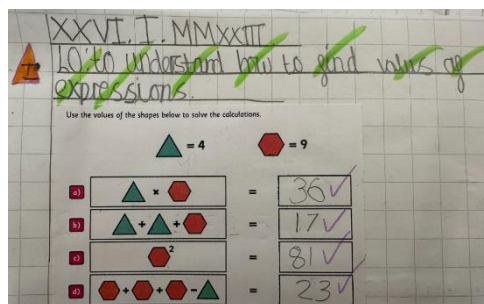 XXVI. I. MMXXIII
I
LO: to understand how to find values of
expressions.
Use the values of the shapes below to solve the calculations.
= 4 = 9
a) × = 36
b) + + = 17
c) 2 = 81
d) + + - = 23